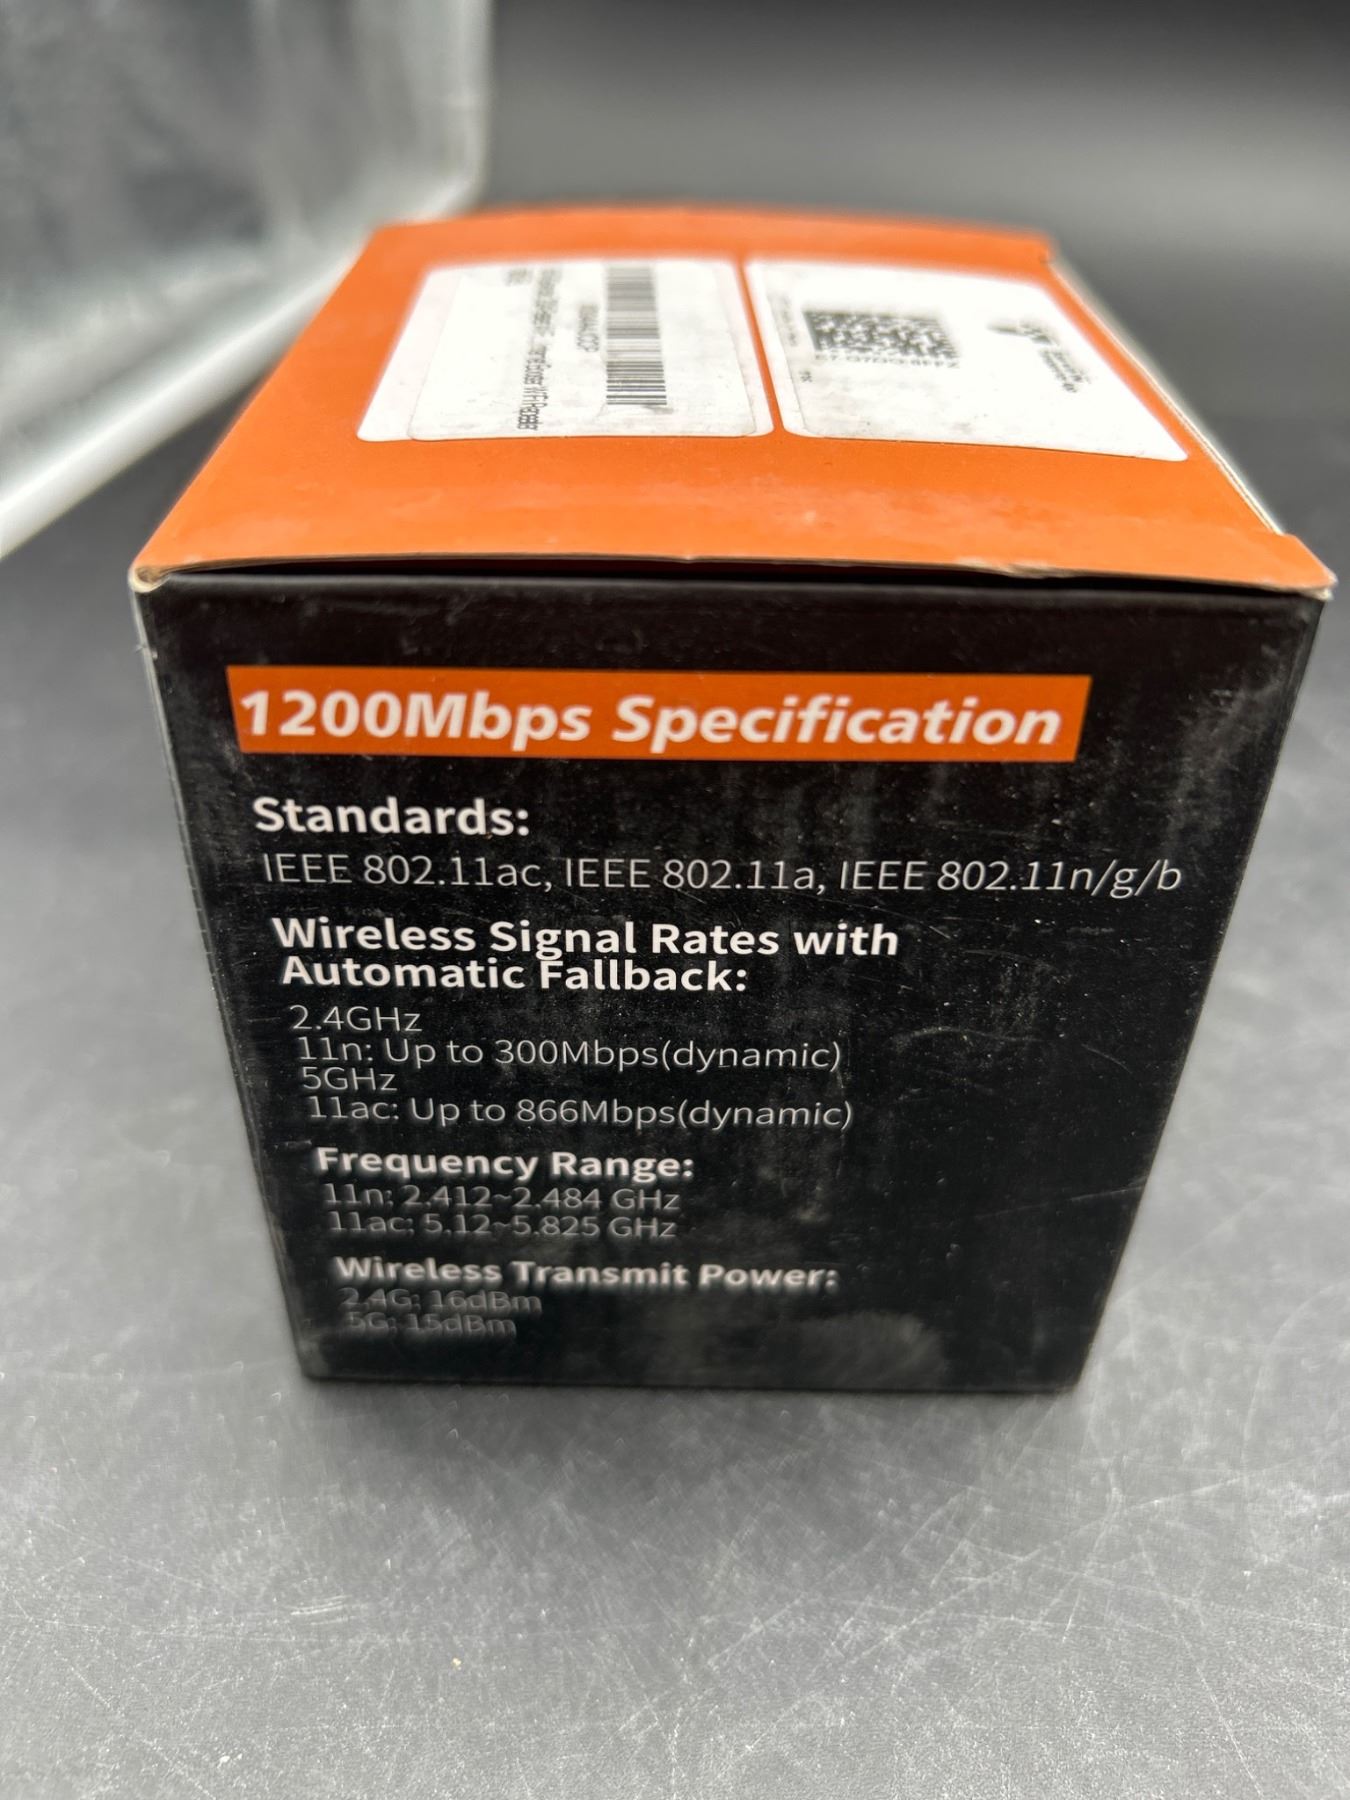 1200Mbps Specification
Standards:
IEEE 802.11ac, IEEE 802.11a, IEEE 802.11n/g/b
Wireless Signal Rates with
Automatic Fallback:
2.4GHz
11n: Up to 300Mbps(dynamic)
5GHz
11ac: Up to 866Mbps(dynamic)
Frequency Range:
11n: 2.412~2.484 GHz
11ac: 5.12~5.825 GHz
Wireless Transmit Power:
2.4G: 16dBm
5G: 15dBm